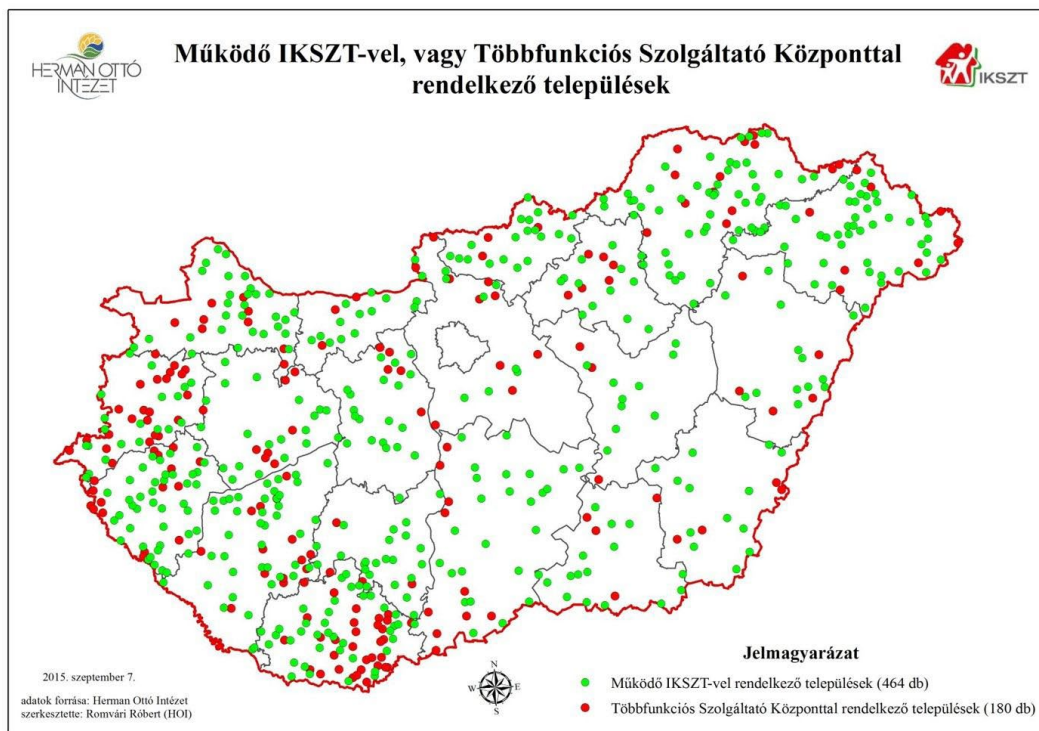 HERMAN OTTÓ
INTÉZET
Működő IKSZT-vel, vagy Többfunkciós Szolgáltató Központtal
rendelkező települések
IKSZT
Jelmagyarázat
Működő IKSZT-vel rendelkező települések (464 db)
Többfunkciós Szolgáltató Központtal rendelkező települések (180 db)
N
W E
S
2015. szeptember 7.
adatok forrása: Herman Ottó Intézet
szerkesztette: Romvári Róbert (HOI)